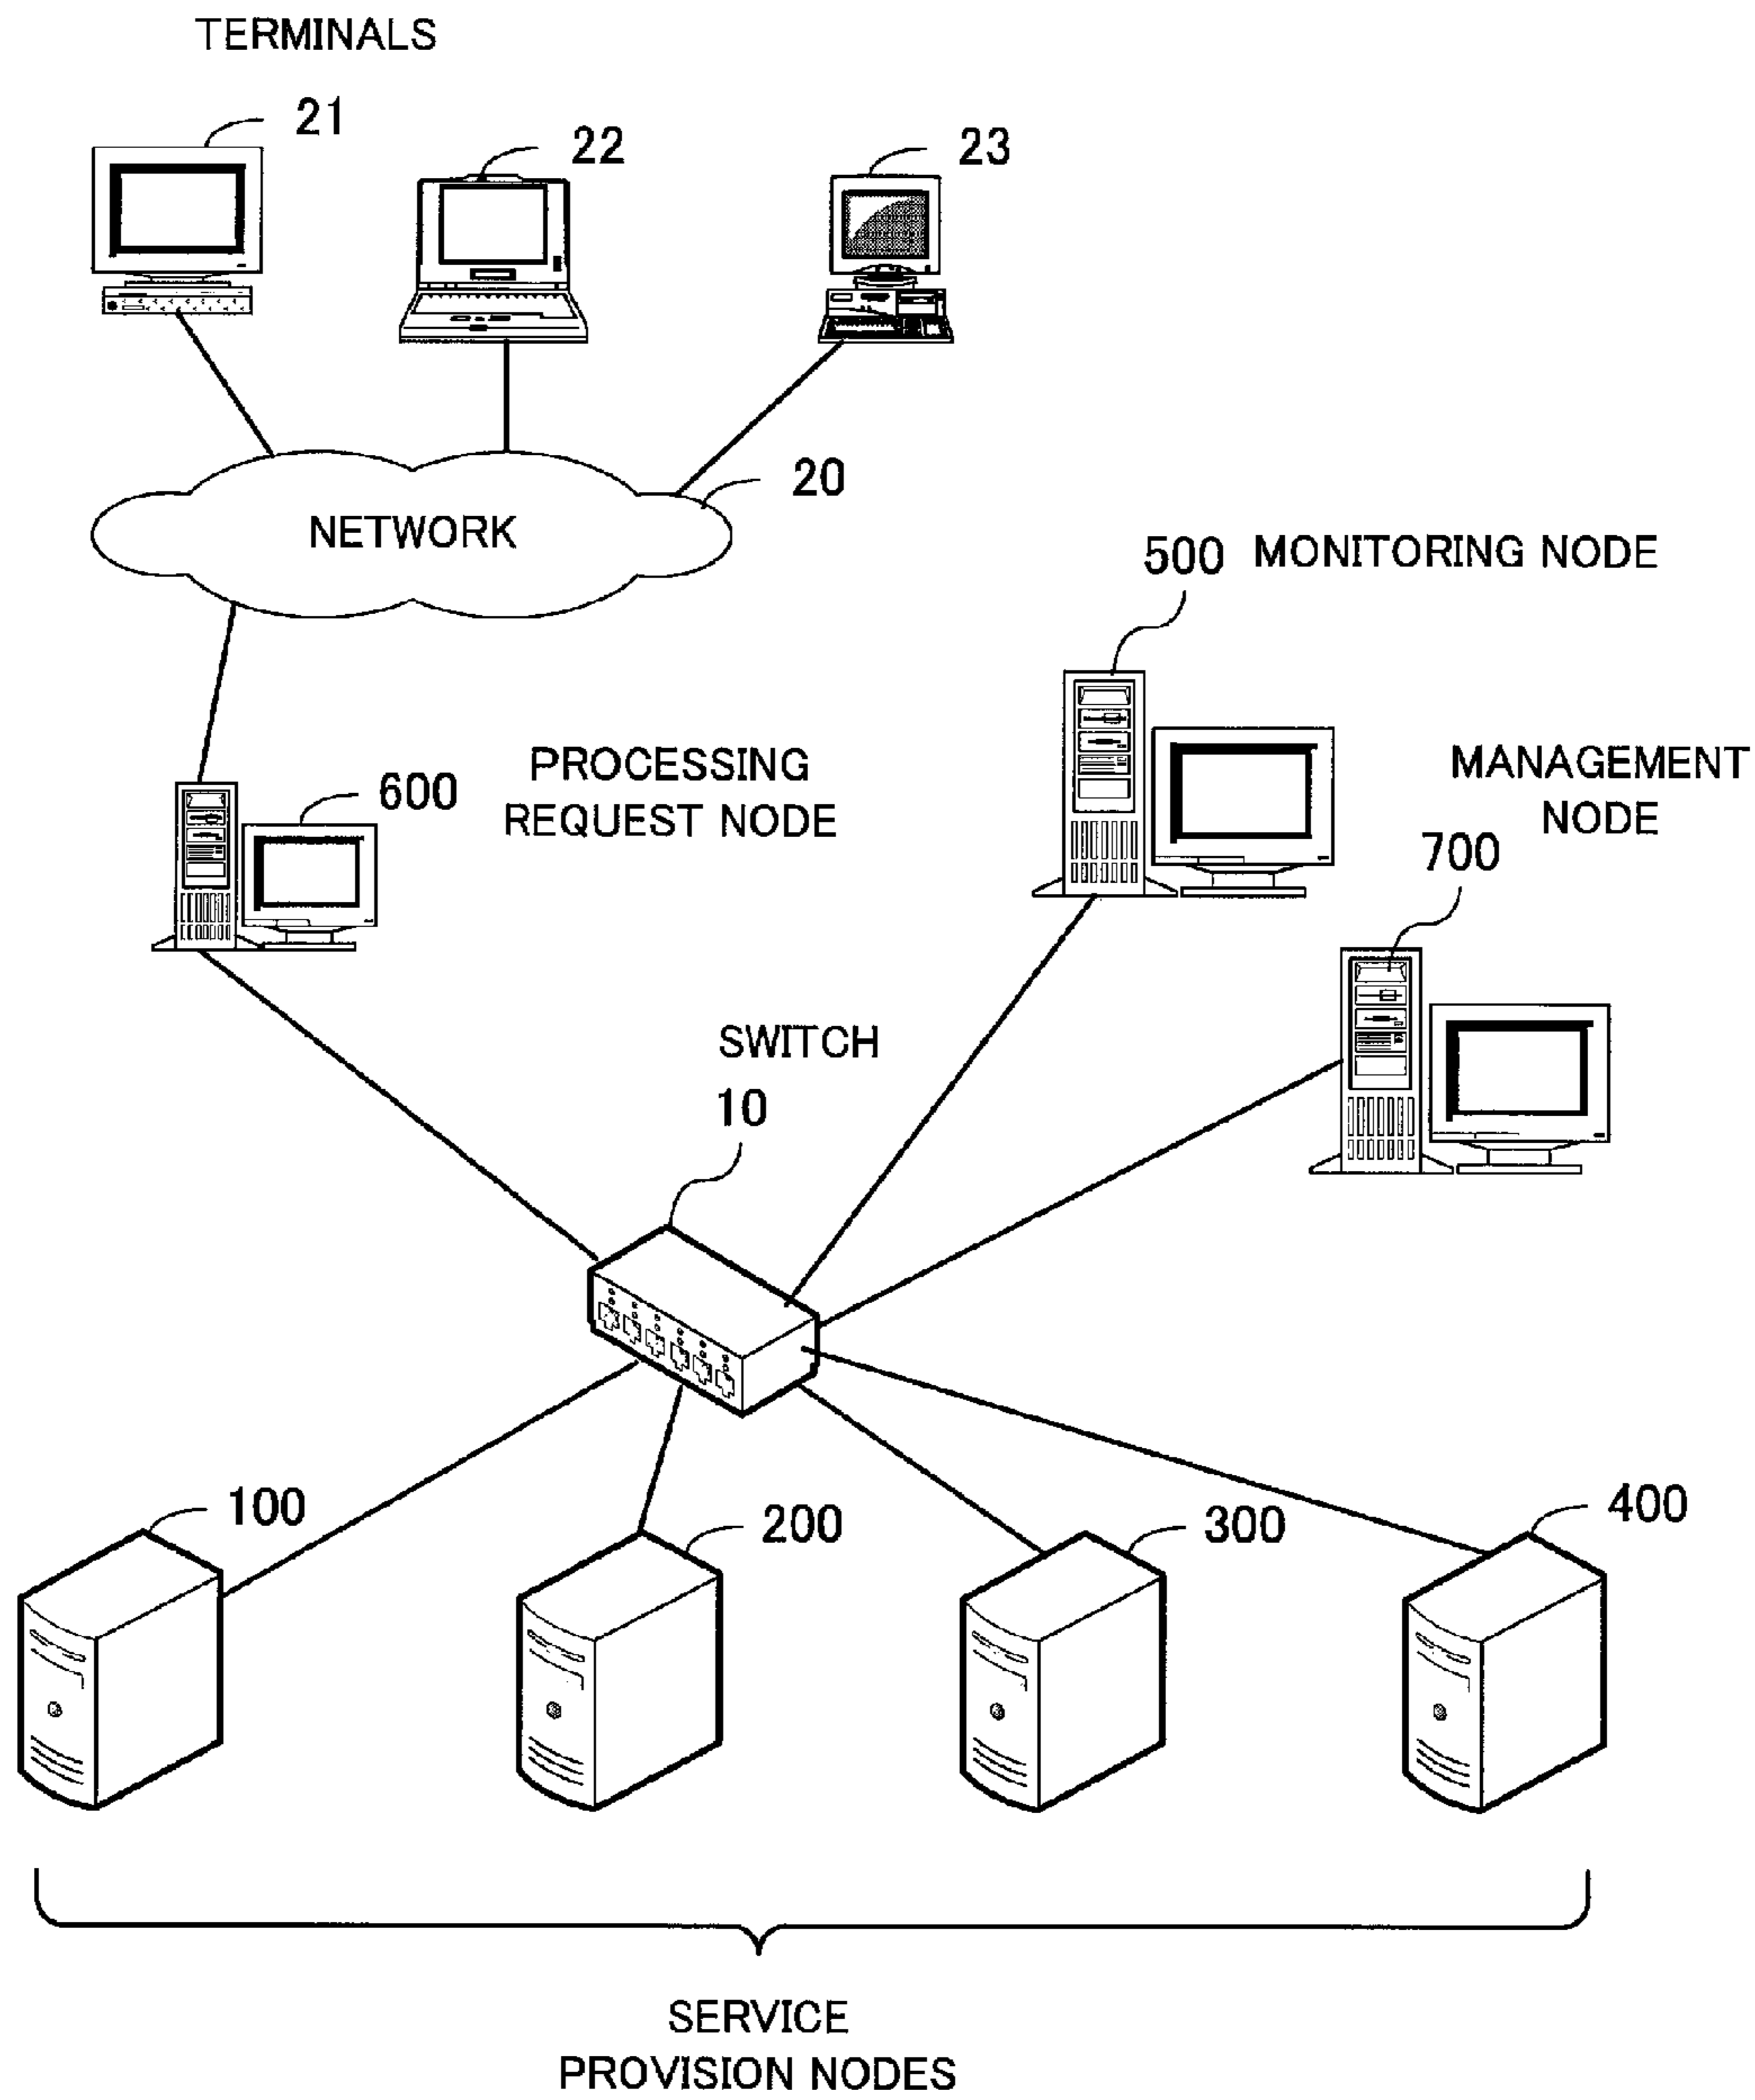 TERMINALS
21
22
23
NETWORK
20
500 MONITORING NODE
PROCESSING
REQUEST NODE
600
MANAGEMENT
NODE
700
SWITCH
10
100
200
300
400
SERVICE
PROVISION NODES